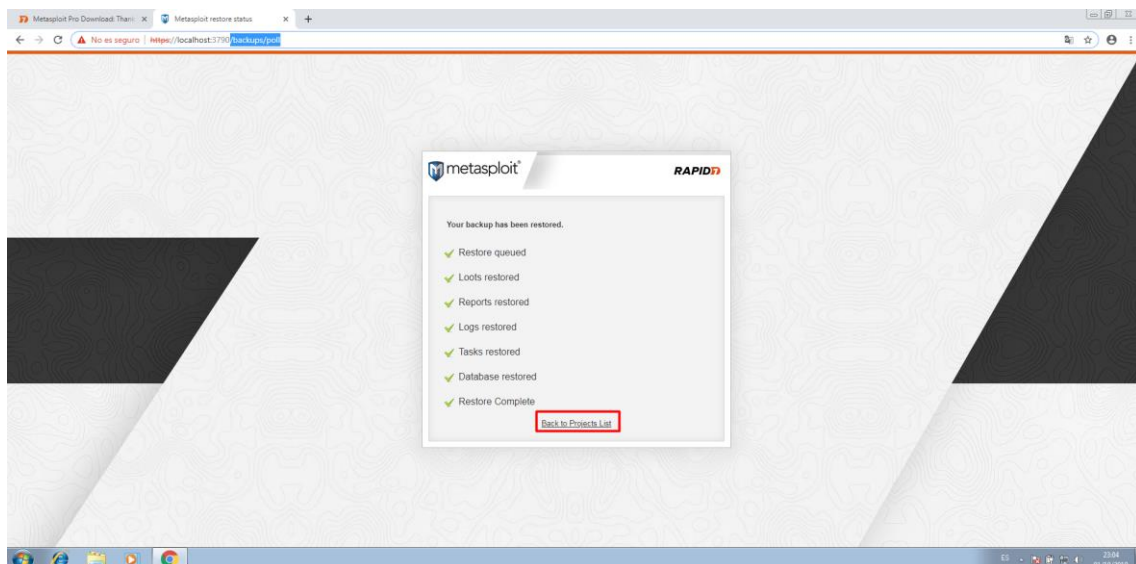 Metasploit Pro Download: Than
Metasploit restore status
No es seguro | https://localhost:3790/backups/poll
metasploit®
RAPID7
Your backup has been restored.
Restore queued
Loots restored
Reports restored
Logs restored
Tasks restored
Database restored
Restore Complete
Back to Projects List
ES
23:04